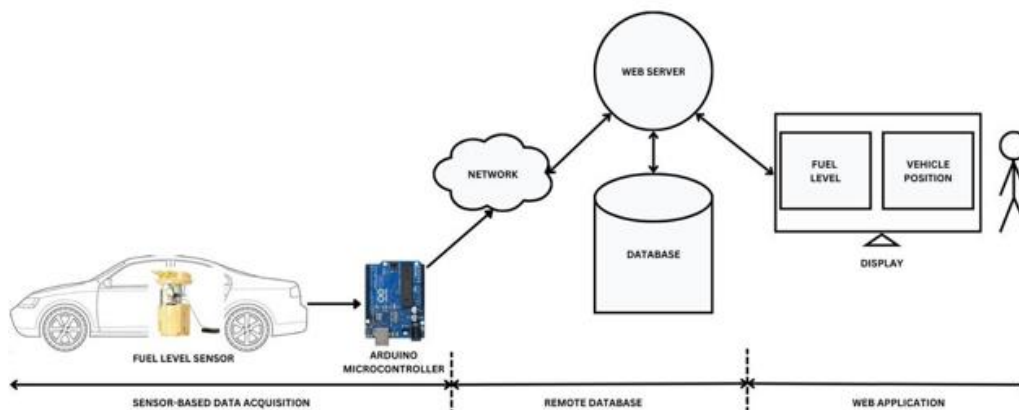 WEB SERVER
NETWORK
FUEL
LEVEL
VEHICLE
POSITION
DATABASE
DISPLAY
FUEL LEVEL SENSOR
ARDUINO
MICROCONTROLLER
SENSOR-BASED DATA ACQUISITION
REMOTE DATABASE
WEB APPLICATION